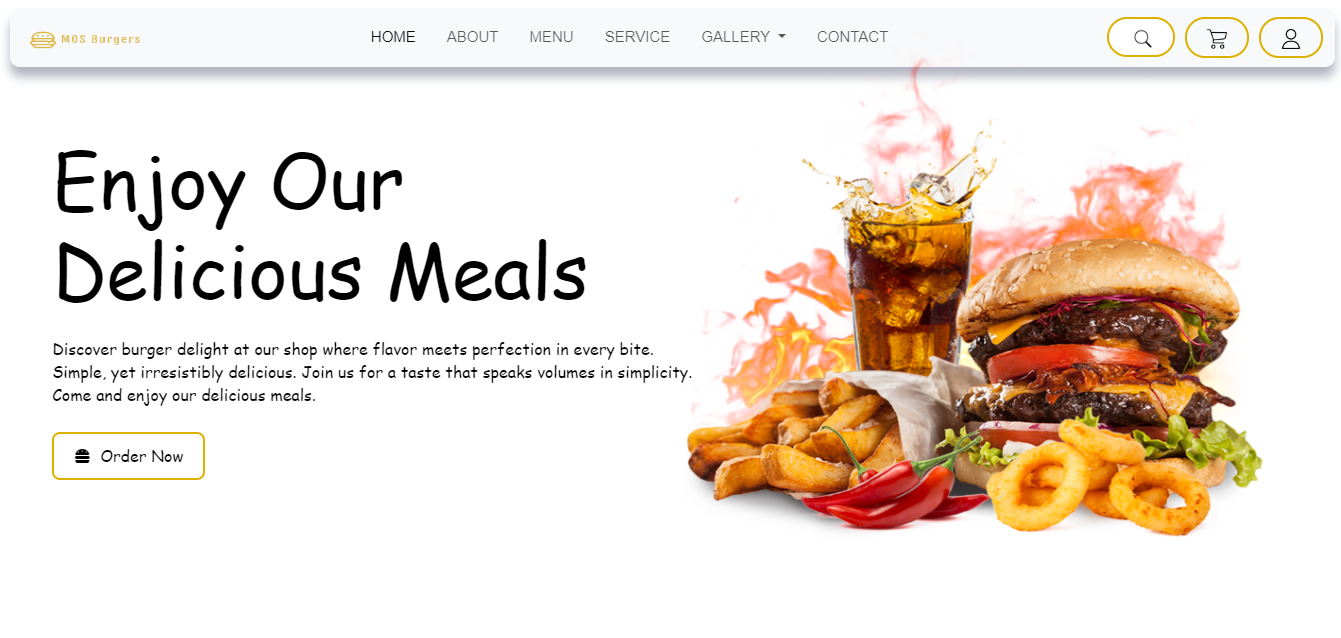 MOS Burgers
HOME ABOUT MENU SERVICE GALLERY CONTACT
Enjoy Our
Delicious Meals
Discover burger delight at our shop where flavor meets perfection in every bite.
Simple, yet irresistibly delicious. Join us for a taste that speaks volumes in simplicity.
Come and enjoy our delicious meals.
Order Now